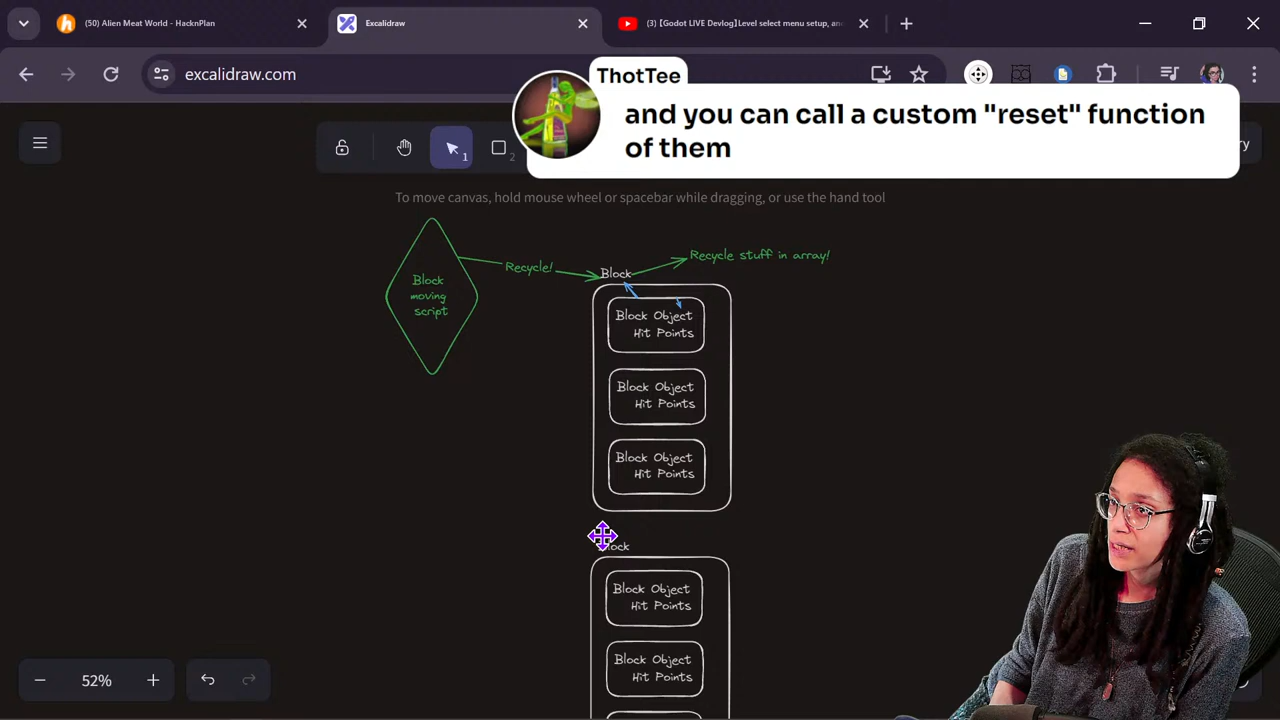 (50) Alien Meat World - HacknPlan
Excalidraw
(3) [Godot LIVE Devlog]Level select menu setup, an
excalidraw.com
ThotTee
and you can call a custom "reset" function
of them
1
2
To move canvas, hold mouse wheel or spacebar while dragging, or use the hand tool
Block
moving
script
Recycle!
Block
Recycle stuff in array!
Block Object
Hit Points
Block Object
Hit Points
Block Object
Hit Points
lock
Block Object
Hit Points
Block Object
Hit Points
52%